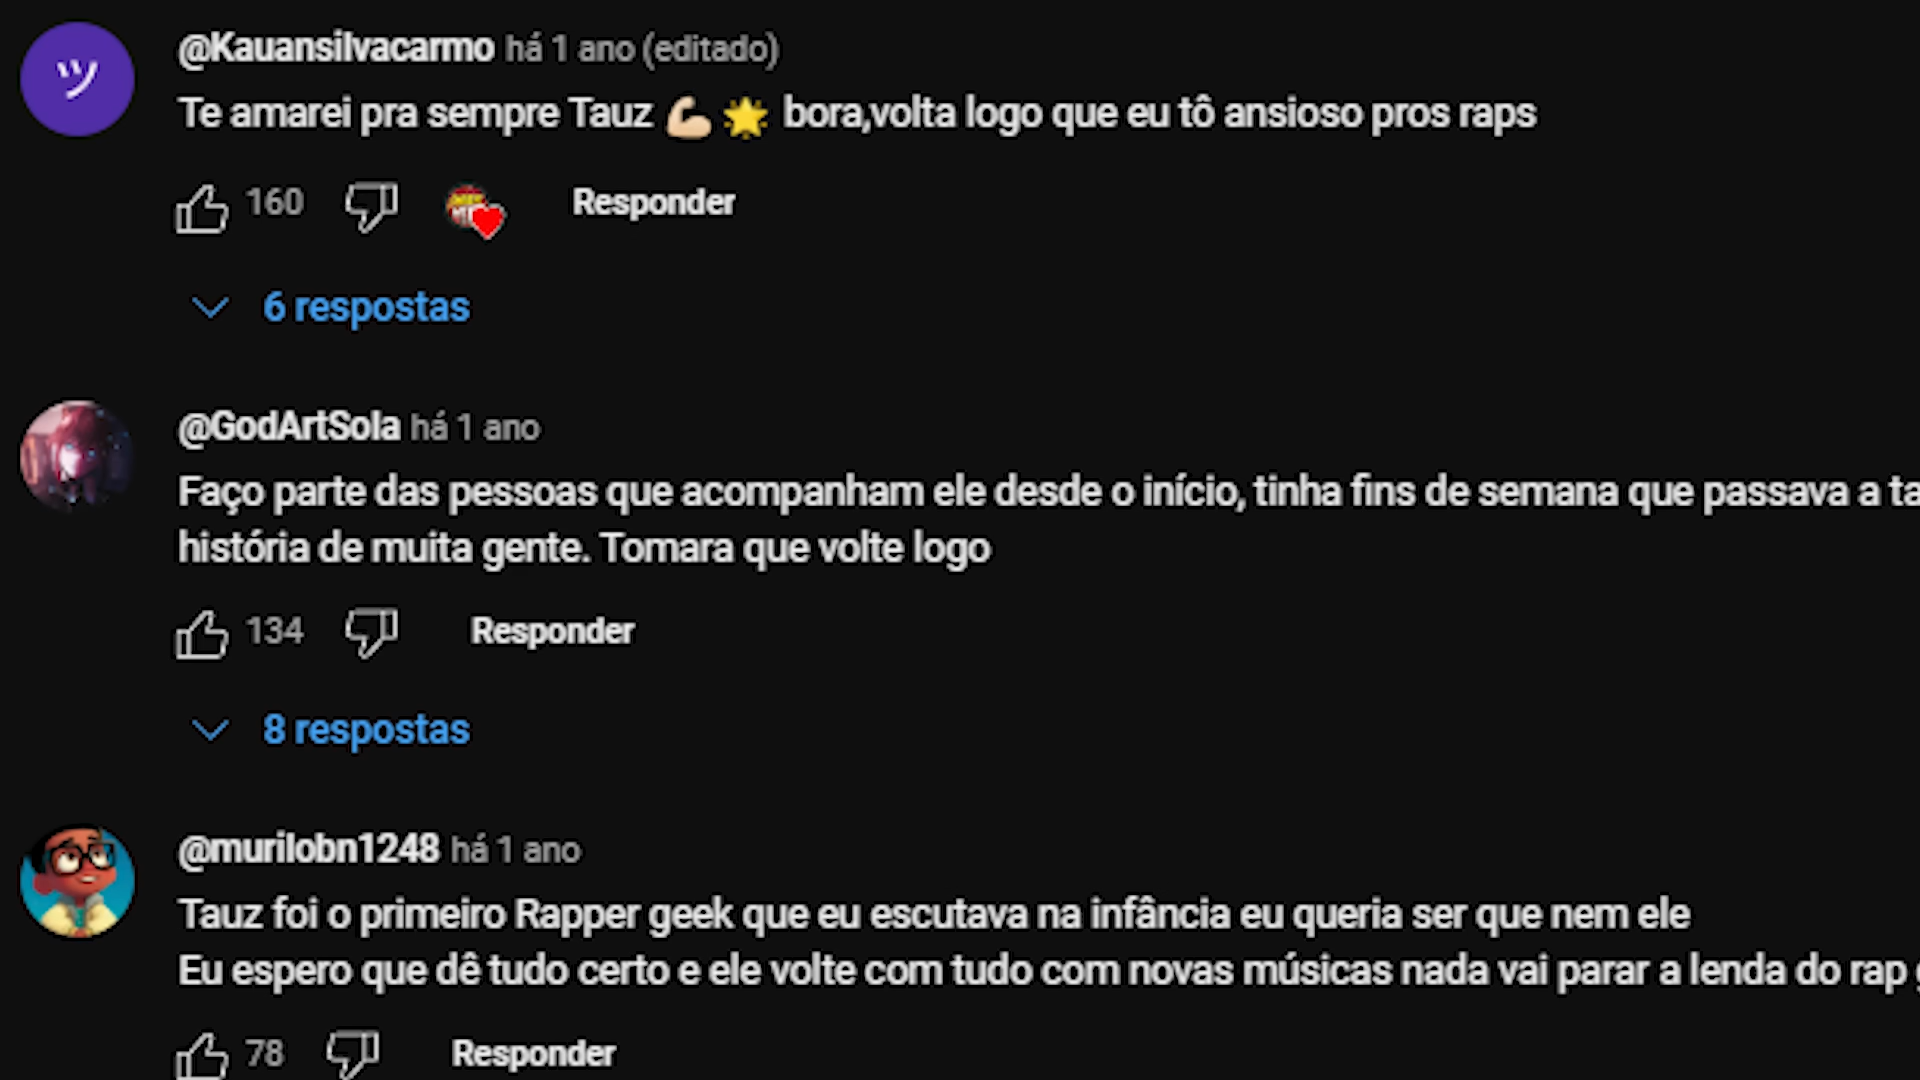 ツ
@Kauansilvacarmo há 1 ano (editado)
Te amarei pra sempre Tauz 💪🏻 🌟 bora,volta logo que eu tô ansioso pros raps
160 Responder
6 respostas
@GodArtSola há 1 ano
Faço parte das pessoas que acompanham ele desde o início, tinha fins de semana que passava a
história de muita gente. Tomara que volte logo
134 Responder
8 respostas
@murilobn1248 há 1 ano
Tauz foi o primeiro Rapper geek que eu escutava na infância eu queria ser que nem ele
Eu espero que dê tudo certo e ele volte com tudo com novas músicas nada vai parar a lenda do rap
78 Responder